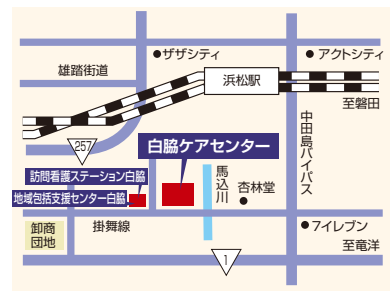 ザザシティ
アクトシティ
雄踏街道
浜松駅
至磐田
257
白脇ケアセンター
中田島バイパス
訪問看護ステーション白脇
地域包括支援センター白脇
馬込川
杏林堂
掛舞線
卸商
団地
アイレブン
至竜洋
1